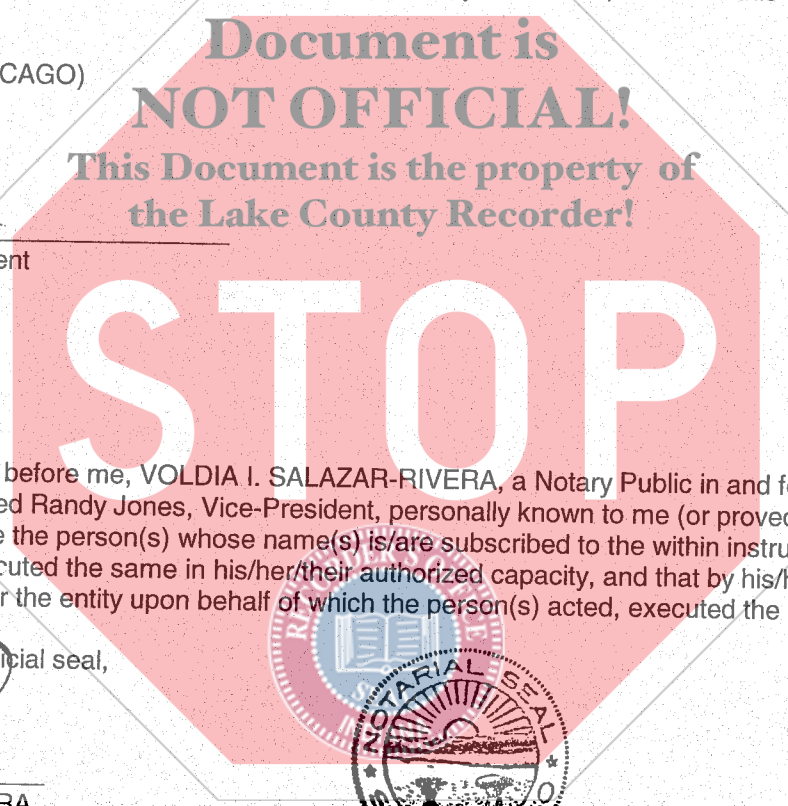 Document is
CAGO)
NOT OFFICIAL!
This Document is the property of
the Lake County Recorder!
ent
STOP
before me, VOLDIA I. SALAZAR-RIVERA, a Notary Public in and f
ed Randy Jones, Vice-President, personally known to me (or proved
e the person(s) whose name(s) is/are subscribed to the within instru
cuted the same in his/her/their authorized capacity, and that by his/h
r the entity upon behalf of which the person(s) acted, executed the
icial seal,
SEAL
NOTARIAL SEAL
RA